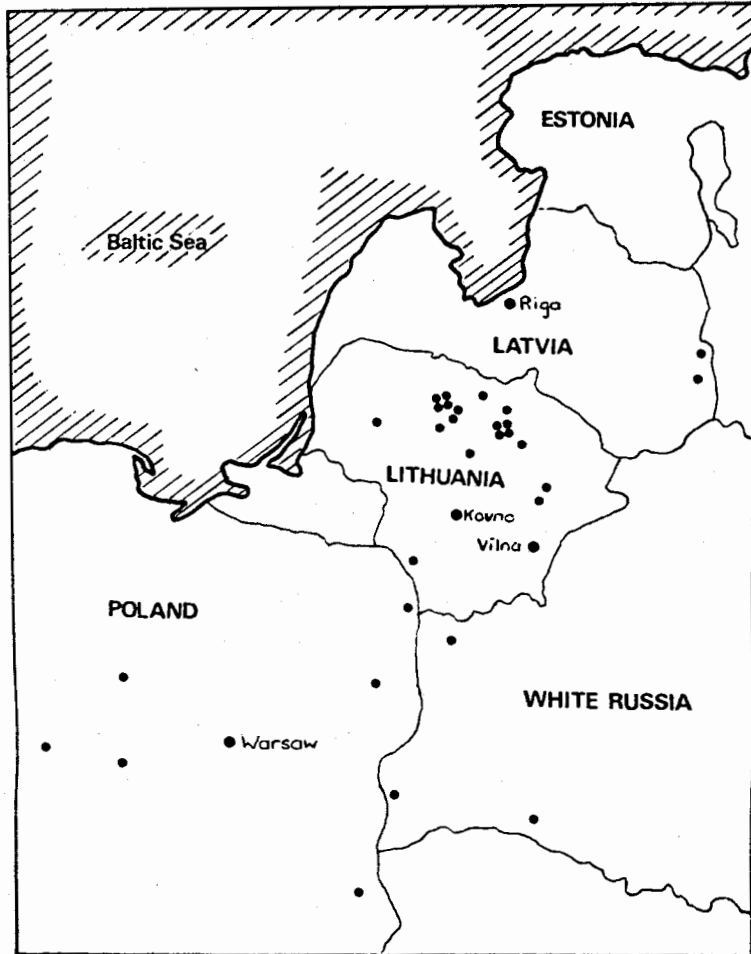 ESTONIA
Baltic Sea
Riga
LATVIA
LITHUANIA
Kovno
Vilna
POLAND
WHITE RUSSIA
Warsaw